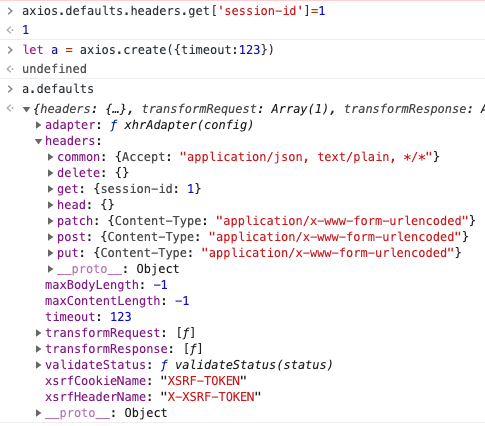 axios.defaults.headers.get['session-id']=1
1
let a = axios.create({timeout:123})
undefined
a.defaults
{headers: {…}, transformRequest: Array(1), transformResponse: A
adapter: ƒ xhrAdapter(config)
headers:
common: {Accept: "application/json, text/plain, */*"}
delete: {}
get: {session-id: 1}
head: {}
patch: {Content-Type: "application/x-www-form-urlencoded"}
post: {Content-Type: "application/x-www-form-urlencoded"}
put: {Content-Type: "application/x-www-form-urlencoded"}
__proto__: Object
maxBodyLength: -1
maxContentLength: -1
timeout: 123
transformRequest: [ƒ]
transformResponse: [ƒ]
validateStatus: ƒ validateStatus(status)
xsrfCookieName: "XSRF-TOKEN"
xsrfHeaderName: "X-XSRF-TOKEN"
__proto__: Object